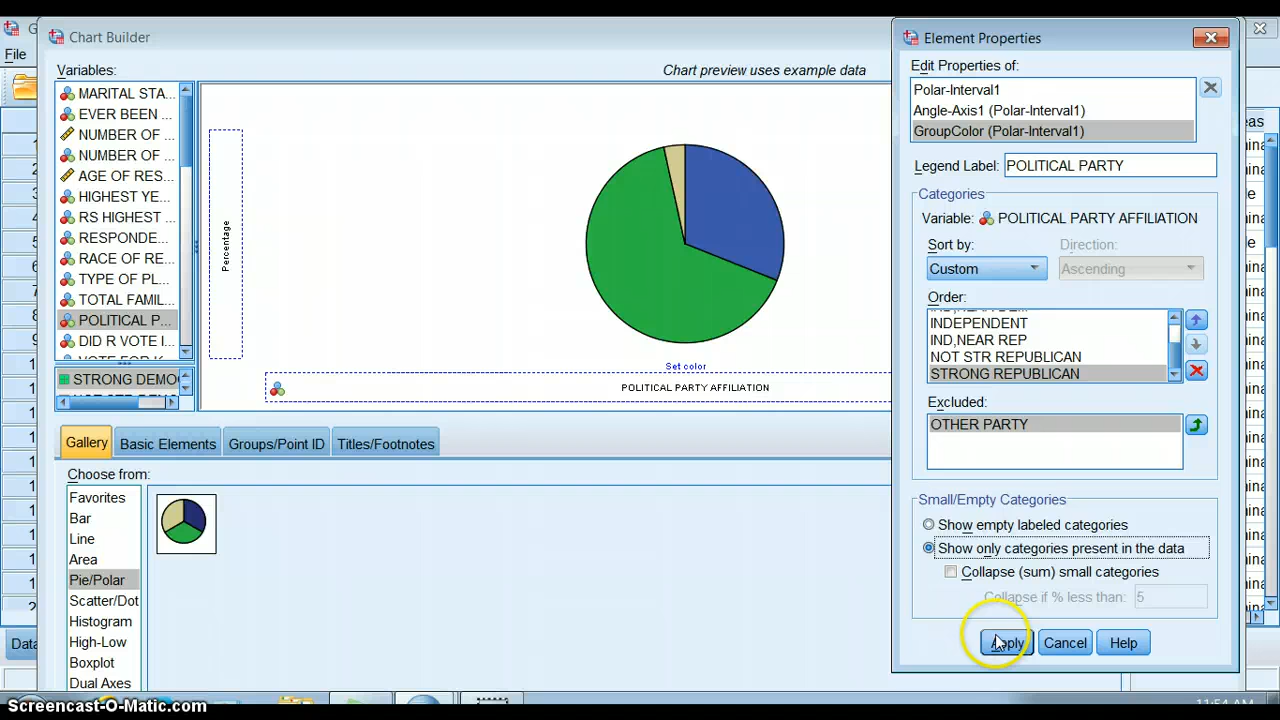 File
Chart Builder
Variables:
MARITAL STA...
EVER BEEN ...
NUMBER OF ...
NUMBER OF ...
AGE OF RES...
HIGHEST YE...
RS HIGHEST ...
RESPONDE...
RACE OF RE...
TYPE OF PL...
TOTAL FAMIL...
POLITICAL P...
DID R VOTE I...
STRONG DEMO
Chart preview uses example data
Percentage
Set color
POLITICAL PARTY AFFILIATION
Gallery
Basic Elements
Groups/Point ID
Titles/Footnotes
Choose from:
Favorites
Bar
Line
Area
Pie/Polar
Scatter/Dot
Histogram
High-Low
Boxplot
Dual Axes
Element Properties
Edit Properties of:
Polar-Interval1
Angle-Axis1 (Polar-Interval1)
GroupColor (Polar-Interval1)
Legend Label: POLITICAL PARTY
Categories
Variable: POLITICAL PARTY AFFILIATION
Sort by: Direction:
Custom Ascending
Order:
INDEPENDENT
IND,NEAR REP
NOT STR REPUBLICAN
STRONG REPUBLICAN
Excluded:
OTHER PARTY
Small/Empty Categories
Show empty labeled categories
Show only categories present in the data
Collapse (sum) small categories
Collapse if % less than: 5
Apply Cancel Help
Data
Screencast-O-Matic.com